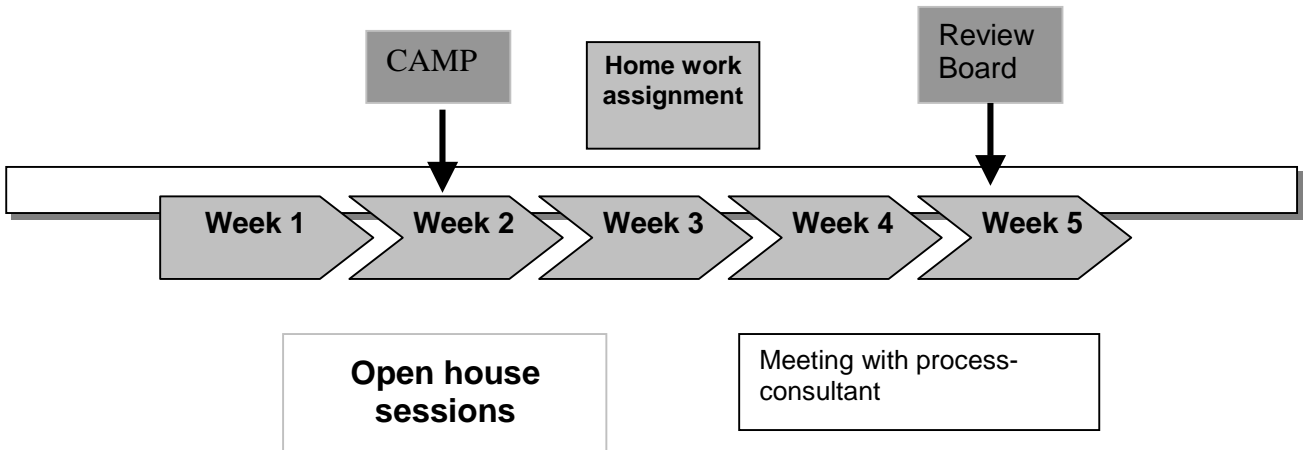 CAMP
Home work
assignment
Review
Board
Week 1
Week 2
Week 3
Week 4
Week 5
Open house
sessions
Meeting with process-
consultant